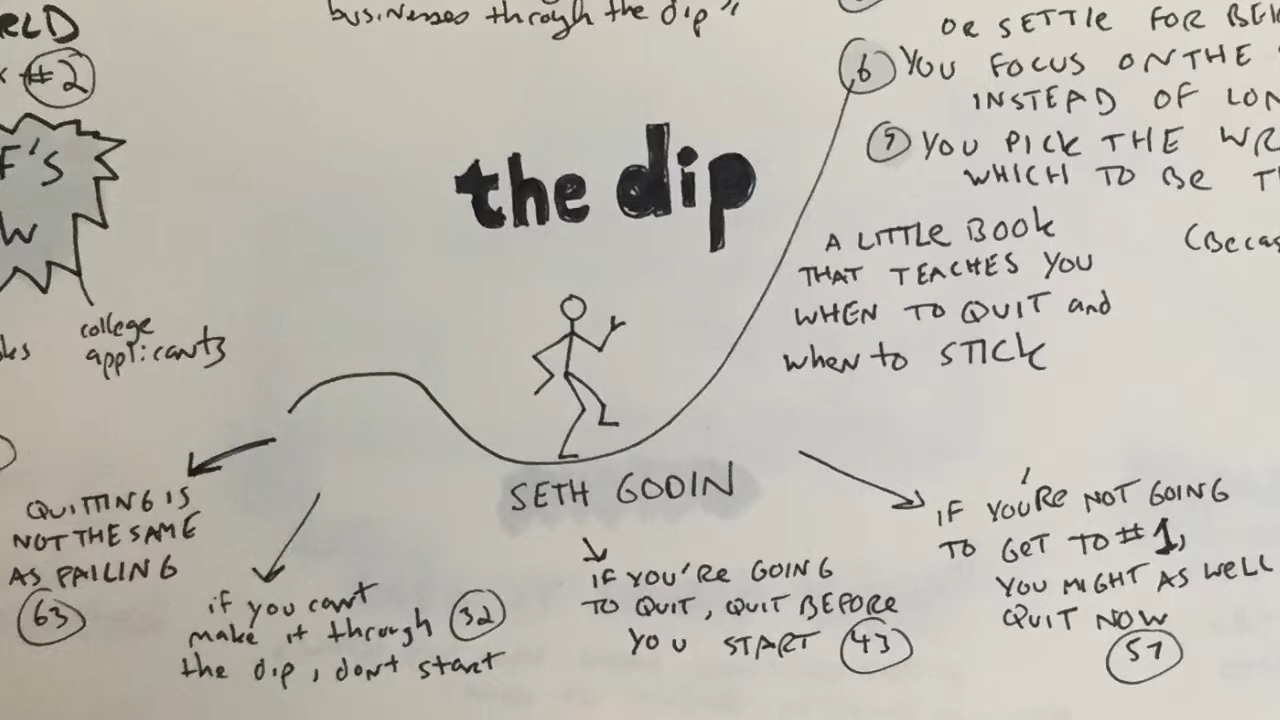 RLD
businesses through the dip"
#2
OR SETTLE FOR
6 YOU FOCUS ON THE
INSTEAD OF
7 YOU PICK THE
WHICH TO BE
F'S
W
the dip
A LITTLE BOOK
THAT TEACHES YOU
WHEN TO QUIT and
when to STICK
college
applicants
SETH GODIN
QUITTING IS
NOT THE SAME
AS FAILING
63
if you can't
make it through 32
the dip, dont start
IF YOU'RE GOING
TO QUIT, QUIT BEFORE
YOU START 43
IF YOU'RE NOT GOING
TO GET TO #1,
YOU MIGHT AS WELL
QUIT NOW
57